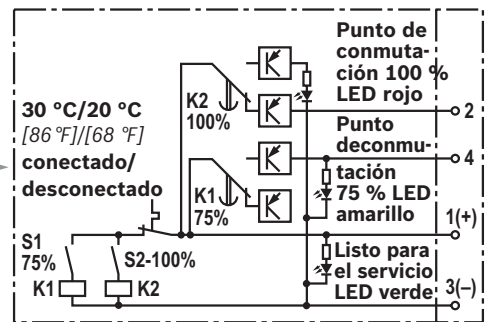 Punto de
conmuta-
ción 100 %
LED rojo
K2
100%
2
30 °C/20 °C
[86 °F]/[68 °F]
conectado/
desconectado
Punto
deconmu-
tación
75 % LED
amarillo
4
K1
75%
1(+)
S1
75%
S2-100%
K1
K2
Listo para
el servicio
LED verde
3(–)